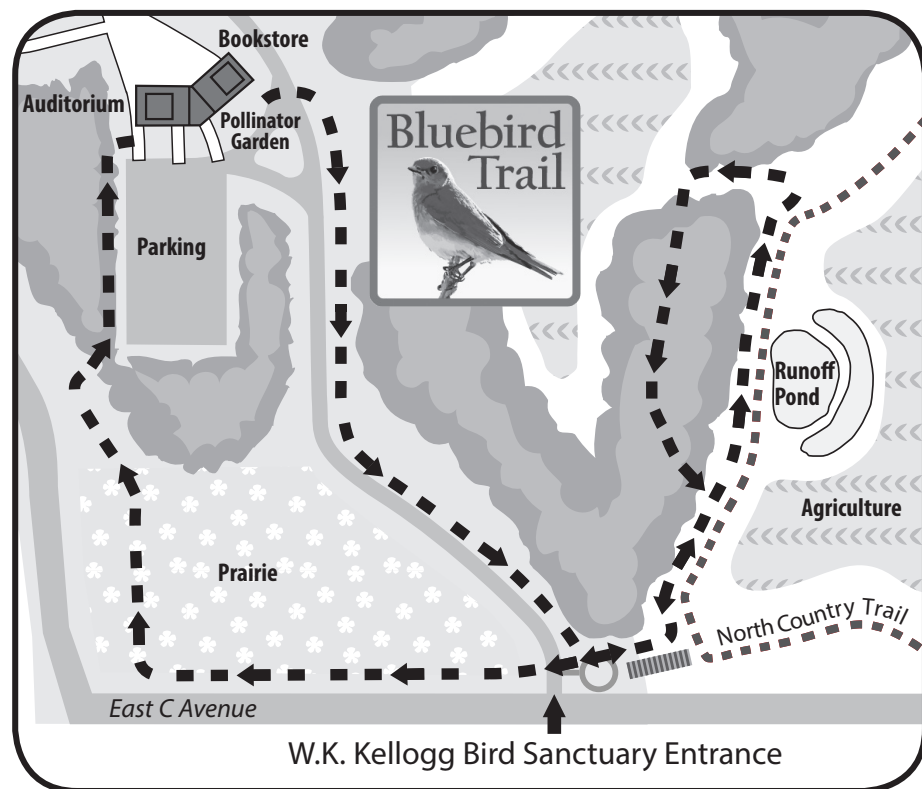 Bookstore
Auditorium
Pollinator
Garden
Bluebird
Trail
Parking
Runoff
Pond
Agriculture
Prairie
North Country Trail
East C Avenue
W.K. Kellogg Bird Sanctuary Entrance